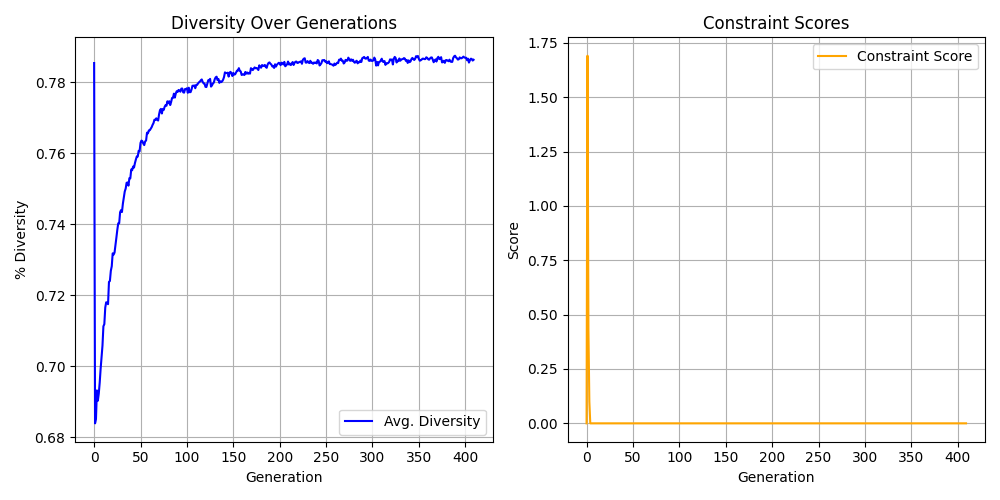 Diversity Over Generations
% Diversity
0.78
0.76
0.74
0.72
0.70
0.68
0 50 100 150 200 250 300 350 400
Generation
Avg. Diversity
Constraint Scores
Score
1.75
1.50
1.25
1.00
0.75
0.50
0.25
0.00
0 50 100 150 200 250 300 350 400
Generation
Constraint Score